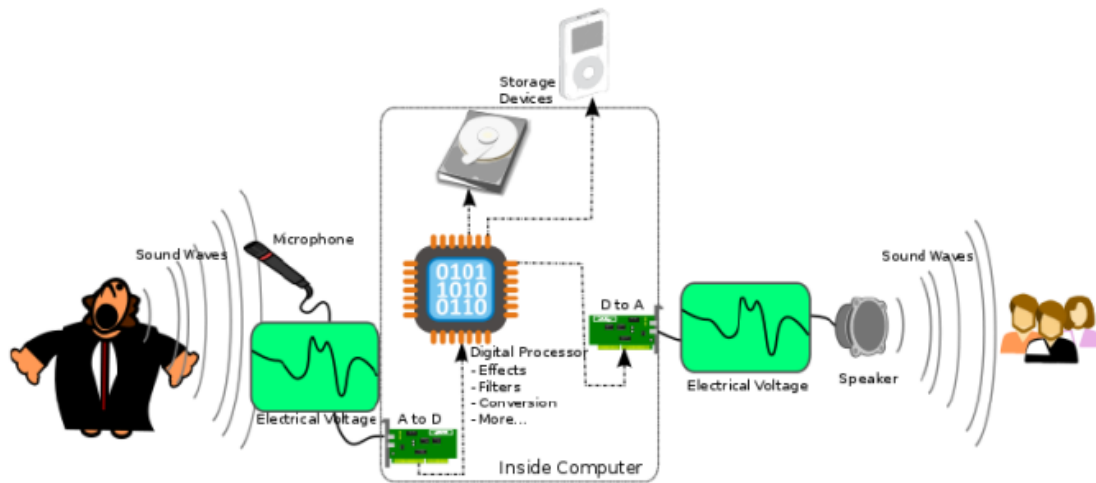 Storage
Devices
Sound Waves
Microphone
0101
1010
0110
Electrical Voltage
A to D
Digital Processor
- Effects
- Filters
- Conversion
- More...
D to A
Inside Computer
Electrical Voltage
Speaker
Sound Waves